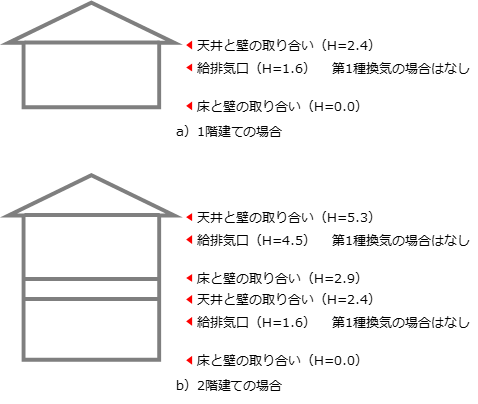 天井と壁の取り合い（H=2.4）
給排気口（H=1.6）　第1種換気の場合はなし
床と壁の取り合い（H=0.0）
a）1階建ての場合
天井と壁の取り合い（H=5.3）
給排気口（H=4.5）　第1種換気の場合はなし
床と壁の取り合い（H=2.9）
天井と壁の取り合い（H=2.4）
給排気口（H=1.6）　第1種換気の場合はなし
床と壁の取り合い（H=0.0）
b）2階建ての場合